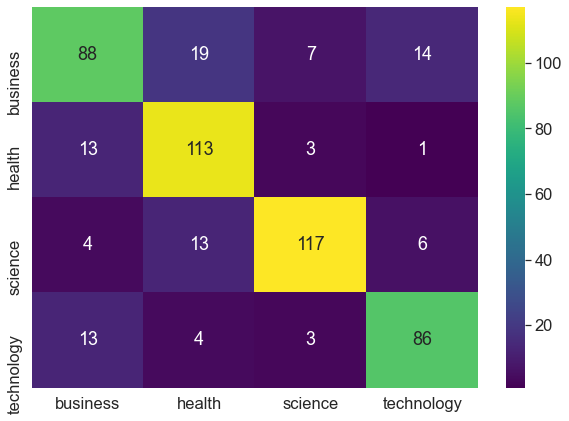 business 88 19 7 14
health 13 113 3 1
science 4 13 117 6
technology 13 4 3 86
business health science technology
100
80
60
40
20